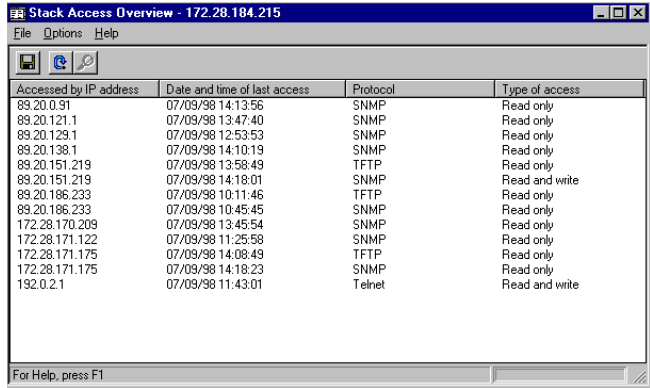 Stack Access Overview - 172.28.184.215
File Options Help
Accessed by IP address Date and time of last access Protocol Type of access
89.20.0.91 07/09/98 14:13:56 SNMP Read only
89.20.121.1 07/09/98 13:47:40 SNMP Read only
89.20.129.1 07/09/98 12:53:53 SNMP Read only
89.20.138.1 07/09/98 14:10:19 SNMP Read only
89.20.151.219 07/09/98 13:58:49 TFTP Read only
89.20.151.219 07/09/98 14:18:01 SNMP Read and write
89.20.186.233 07/09/98 10:11:46 TFTP Read only
89.20.186.233 07/09/98 10:45:45 SNMP Read only
172.28.170.209 07/09/98 13:45:54 SNMP Read only
172.28.171.122 07/09/98 11:25:58 SNMP Read only
172.28.171.175 07/09/98 14:08:49 TFTP Read only
172.28.171.175 07/09/98 14:18:23 SNMP Read only
192.0.2.1 07/09/98 11:43:01 Telnet Read and write
For Help, press F1